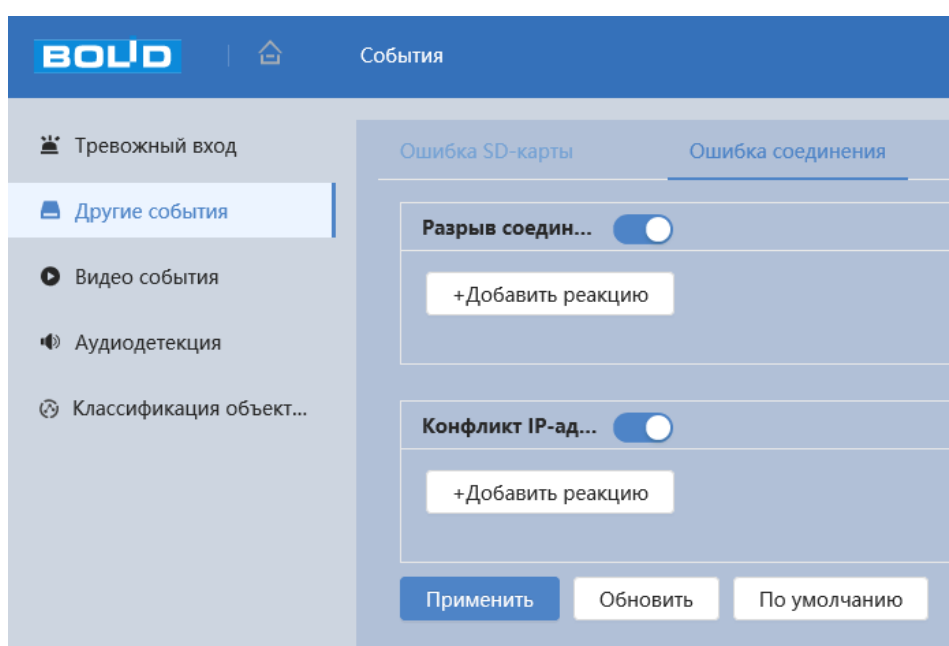 BOLID
События
Тревожный вход
Другие события
Видео события
Аудиодетекция
Классификация объект...
Ошибка SD-карты
Ошибка соединения
Разрыв соедин...
+Добавить реакцию
Конфликт IP-ад...
+Добавить реакцию
Применить
Обновить
По умолчанию